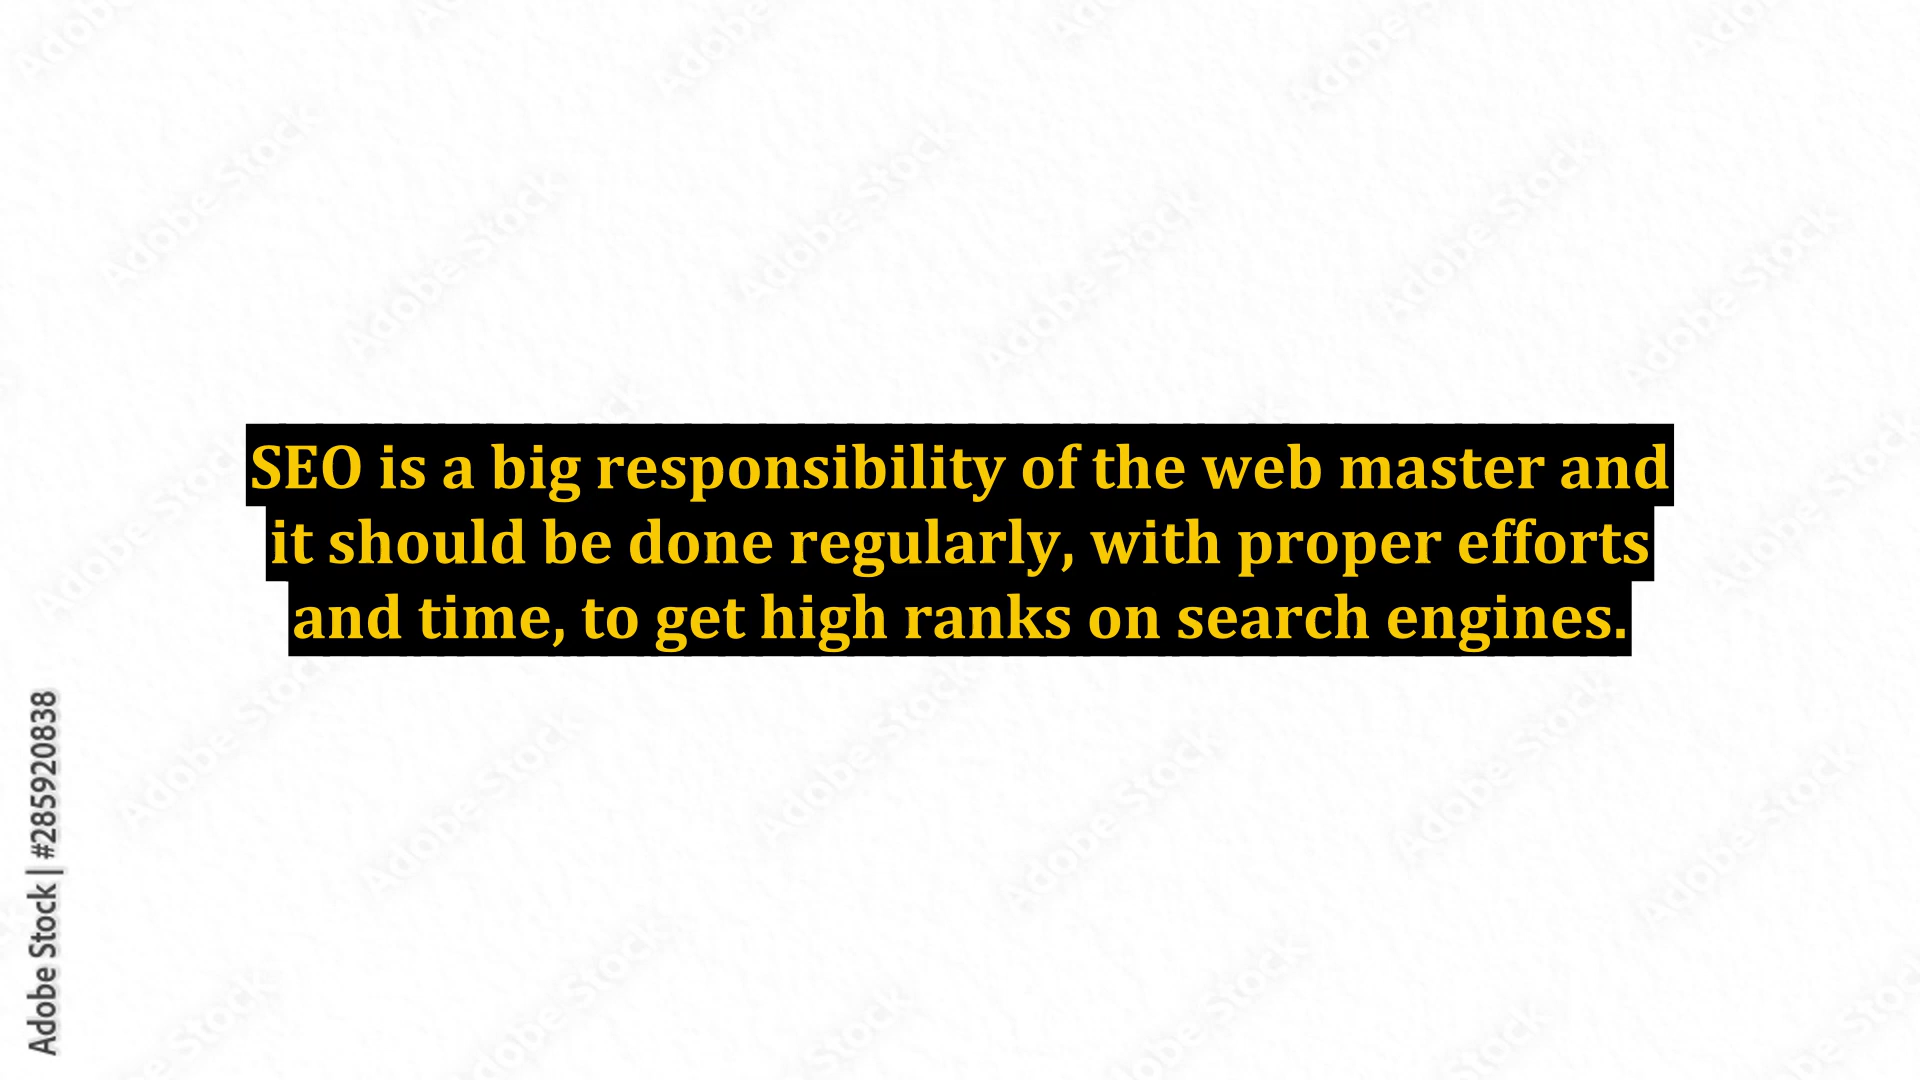 SEO is a big responsibility of the web master and
it should be done regularly, with proper efforts
and time, to get high ranks on search engines.
Adobe Stock | #285920838